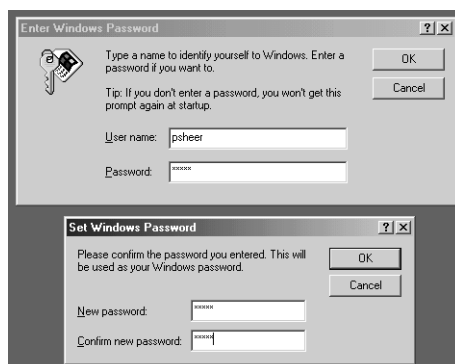 Enter Windows Password
Type a name to identify yourself to Windows. Enter a
password if you want to.
OK
Tip: If you don't enter a password, you won't get this
prompt again at startup.
Cancel
User name: psheer
Password: *****
Set Windows Password
Please confirm the password you entered. This will
be used as your Windows password.
OK
Cancel
New password: *****
Confirm new password: *****